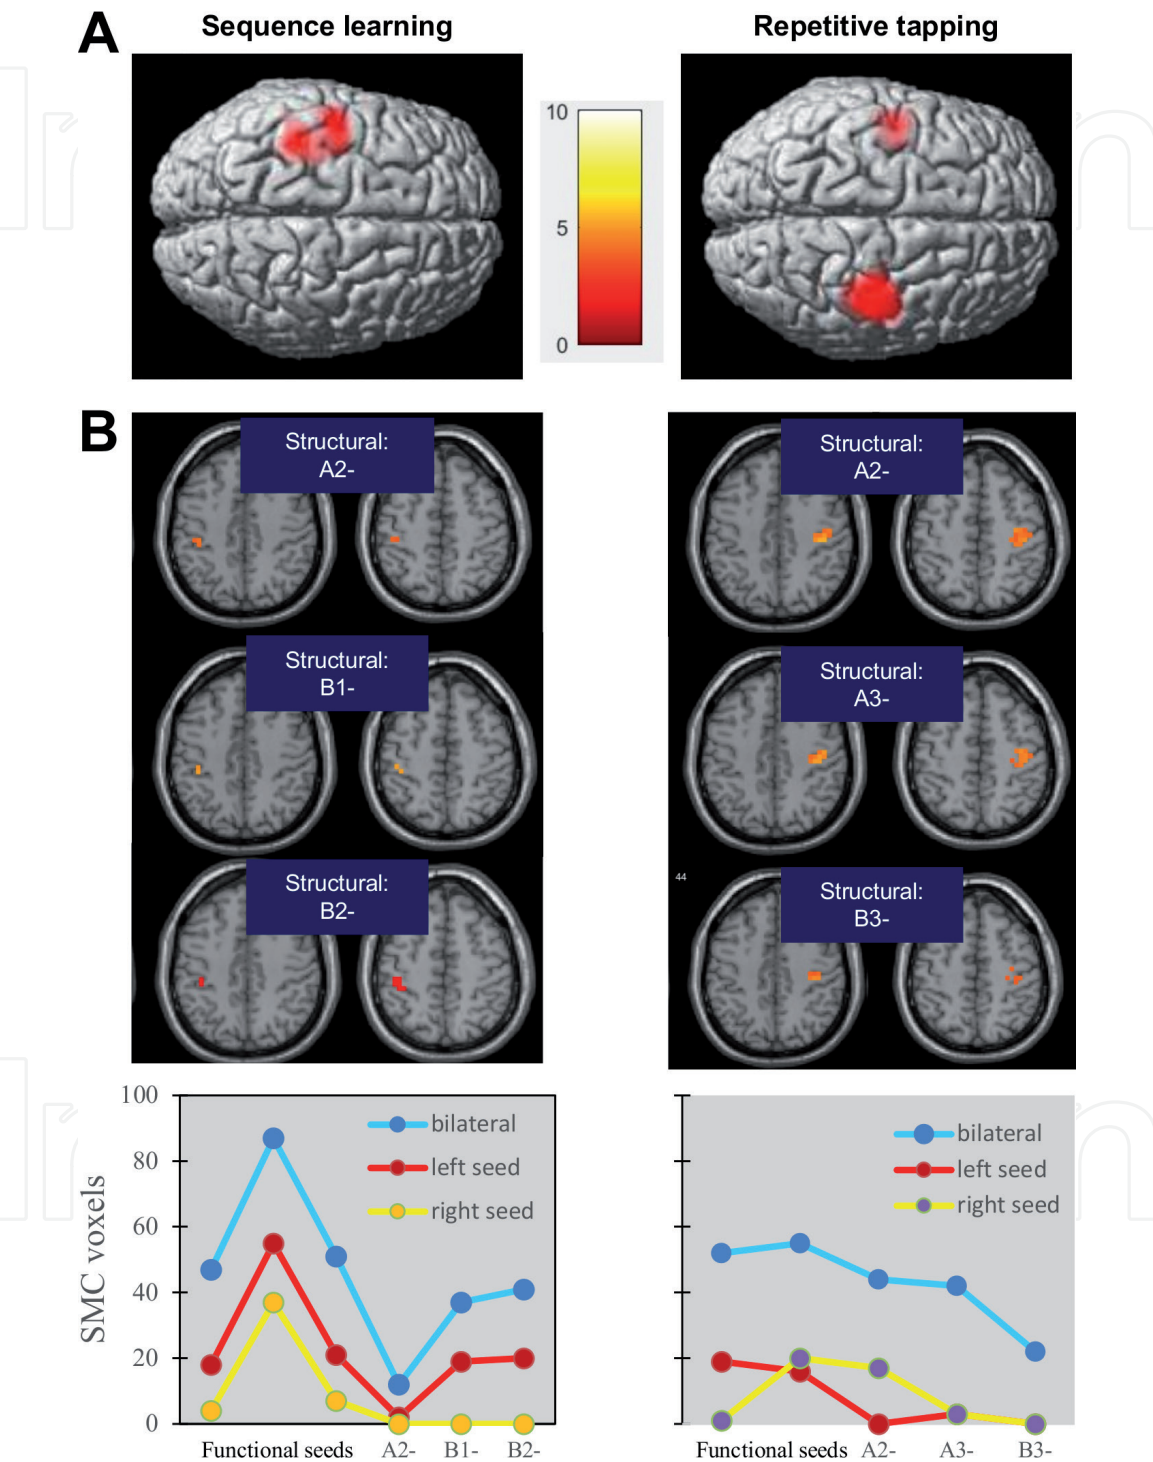 A
Sequence learning
Repetitive tapping
10
5
0
B
Structural:
A2-
Structural:
A2-
Structural:
B1-
Structural:
A3-
Structural:
B2-
44
Structural:
B3-
SMC voxels
100
80
60
40
20
0
bilateral
left seed
right seed
Functional seeds A2- B1- B2-
bilateral
left seed
right seed
Functional seeds A2- A3- B3-